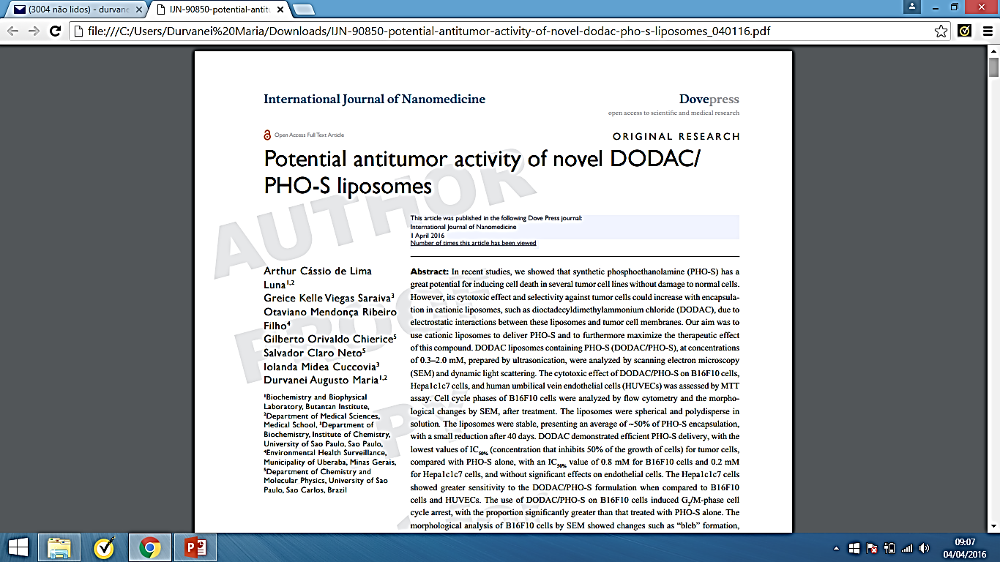 (3004 não lidos) - durvane
IJN-90850-potential-antitu
file:///C:/Users/Durvanei%20Maria/Downloads/IJN-90850-potential-antitumor-activity-of-novel-dodac-pho-s-liposomes_040116.pdf
International Journal of Nanomedicine
Dovepress
open access to scientific and medical research
Open Access Full Text Article
ORIGINAL RESEARCH
Potential antitumor activity of novel DODAC/
PHO-S liposomes
AUTHOR
This article was published in the following Dove Press journal:
International Journal of Nanomedicine
1 April 2016
Number of times this article has been viewed
Arthur Cássio de Lima
Luna1,2
Greice Kelle Viegas Saraiva3
Otaviano Mendonça Ribeiro
Filho4
Gilberto Orivaldo Chierice5
Salvador Claro Neto5
Iolanda Midea Cuccovia3
Durvanei Augusto Maria1,2
1Biochemistry and Biophysical
Laboratory, Butantan Institute,
2Department of Medical Sciences,
Medical School, 3Department of
Biochemistry, Institute of Chemistry,
University of Sao Paulo, Sao Paulo,
4Environmental Health Surveillance,
Municipality of Uberaba, Minas Gerais,
5Department of Chemistry and
Molecular Physics, University of Sao
Paulo, Sao Carlos, Brazil
Abstract: In recent studies, we showed that synthetic phosphoethanolamine (PHO-S) has a
great potential for inducing cell death in several tumor cell lines without damage to normal cells.
However, its cytotoxic effect and selectivity against tumor cells could increase with encapsula-
tion in cationic liposomes, such as dioctadecyldimethylammonium chloride (DODAC), due to
electrostatic interactions between these liposomes and tumor cell membranes. Our aim was to
use cationic liposomes to deliver PHO-S and to furthermore maximize the therapeutic effect
of this compound. DODAC liposomes containing PHO-S (DODAC/PHO-S), at concentrations
of 0.3–2.0 mM, prepared by ultrasonication, were analyzed by scanning electron microscopy
(SEM) and dynamic light scattering. The cytotoxic effect of DODAC/PHO-S on B16F10 cells,
Hepa1c1c7 cells, and human umbilical vein endothelial cells (HUVECs) was assessed by MTT
assay. Cell cycle phases of B16F10 cells were analyzed by flow cytometry and the morpho-
logical changes by SEM, after treatment. The liposomes were spherical and polydisperse in
solution. The liposomes were stable, presenting an average of ~50% of PHO-S encapsulation,
with a small reduction after 40 days. DODAC demonstrated efficient PHO-S delivery, with the
lowest values of IC50% (concentration that inhibits 50% of the growth of cells) for tumor cells,
compared with PHO-S alone, with an IC50% value of 0.8 mM for B16F10 cells and 0.2 mM
for Hepa1c1c7 cells, and without significant effects on endothelial cells. The Hepa1c1c7 cells
showed greater sensitivity to the DODAC/PHO-S formulation when compared to B16F10
cells and HUVECs. The use of DODAC/PHO-S on B16F10 cells induced G2/M-phase cell
cycle arrest, with the proportion significantly greater than that treated with PHO-S alone. The
morphological analysis of B16F10 cells by SEM showed changes such as “bleb” formation,
09:07
04/04/2016